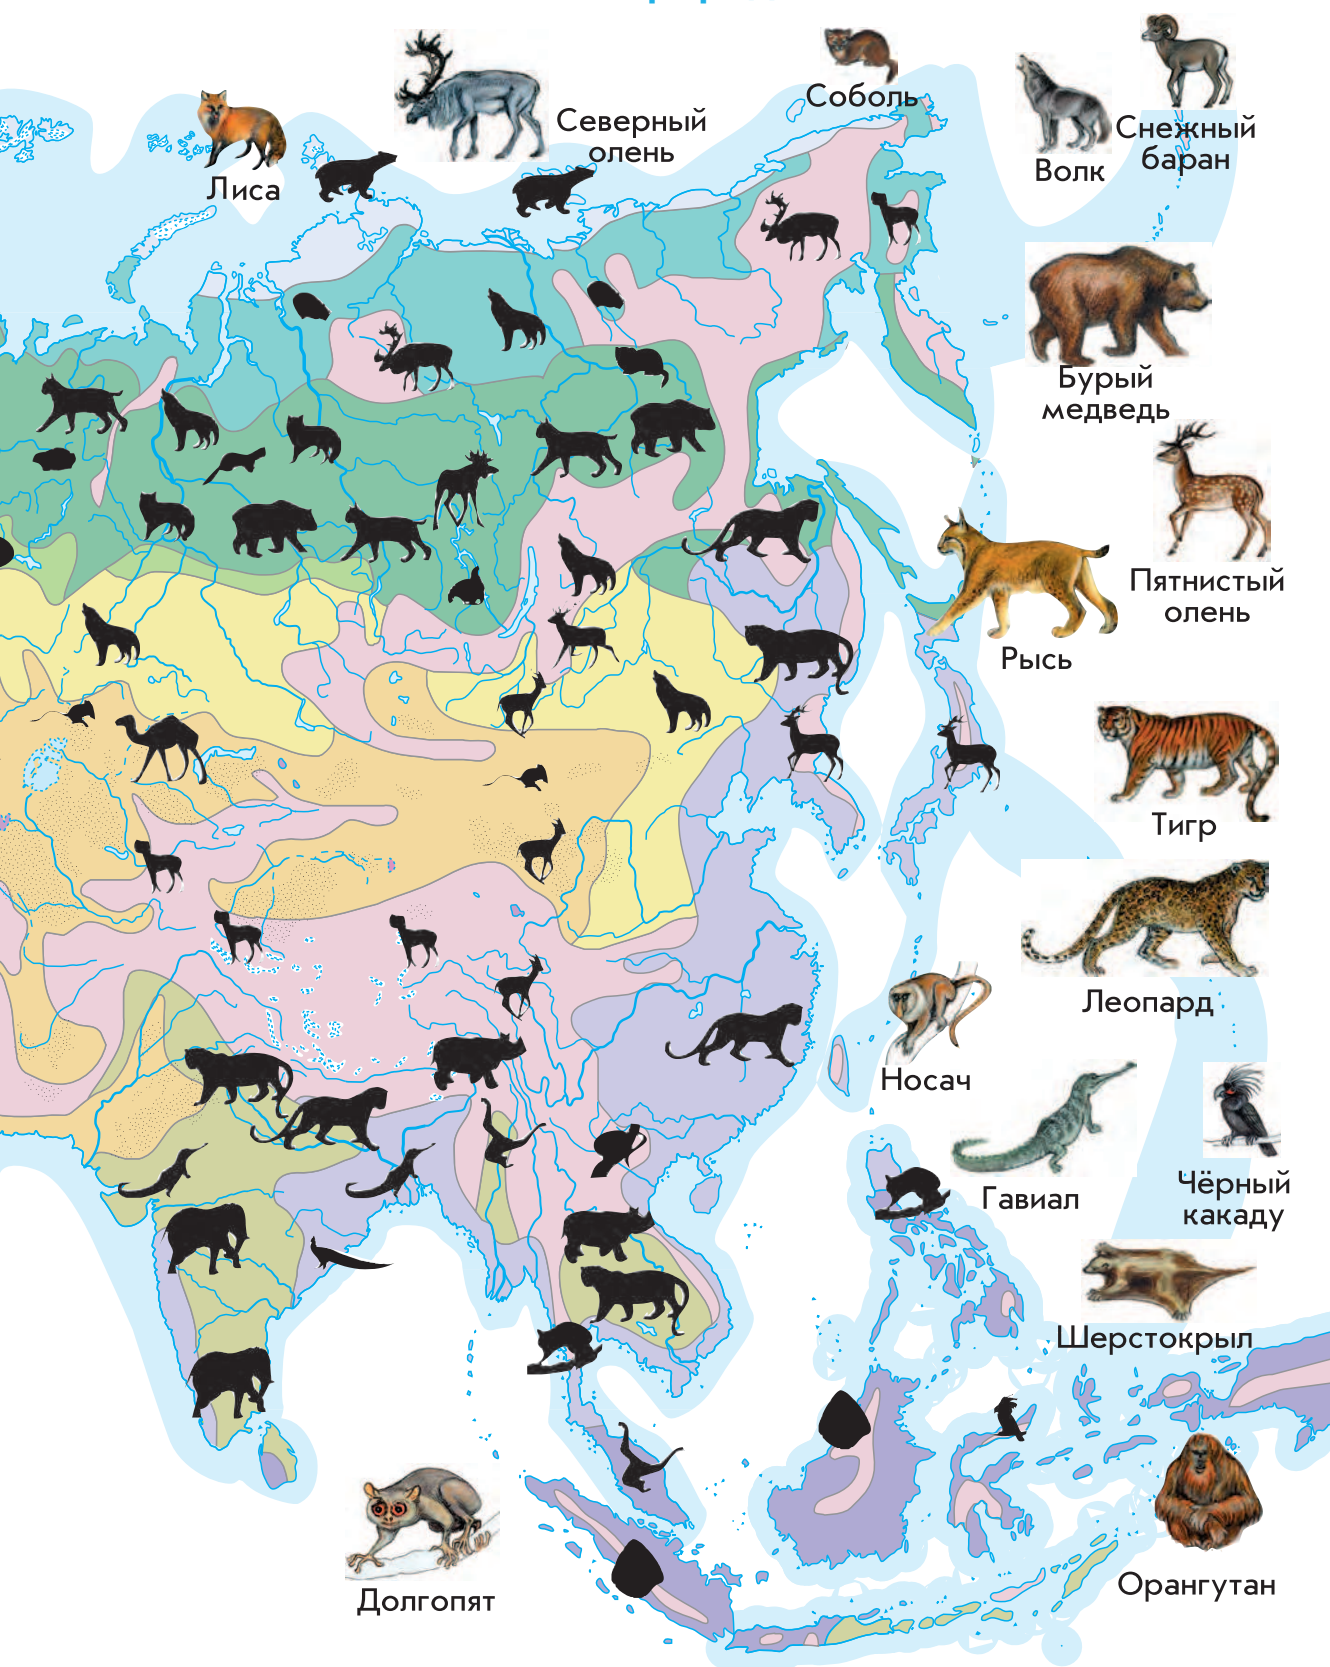 Соболь
Северный
олень
Снежный
баран
Волк
Лиса
Бурый
медведь
Пятнистый
олень
Рысь
Тигр
Леопард
Носач
Гавиал
Чёрный
какаду
Шерстокрыл
Орангутан
Долгопят